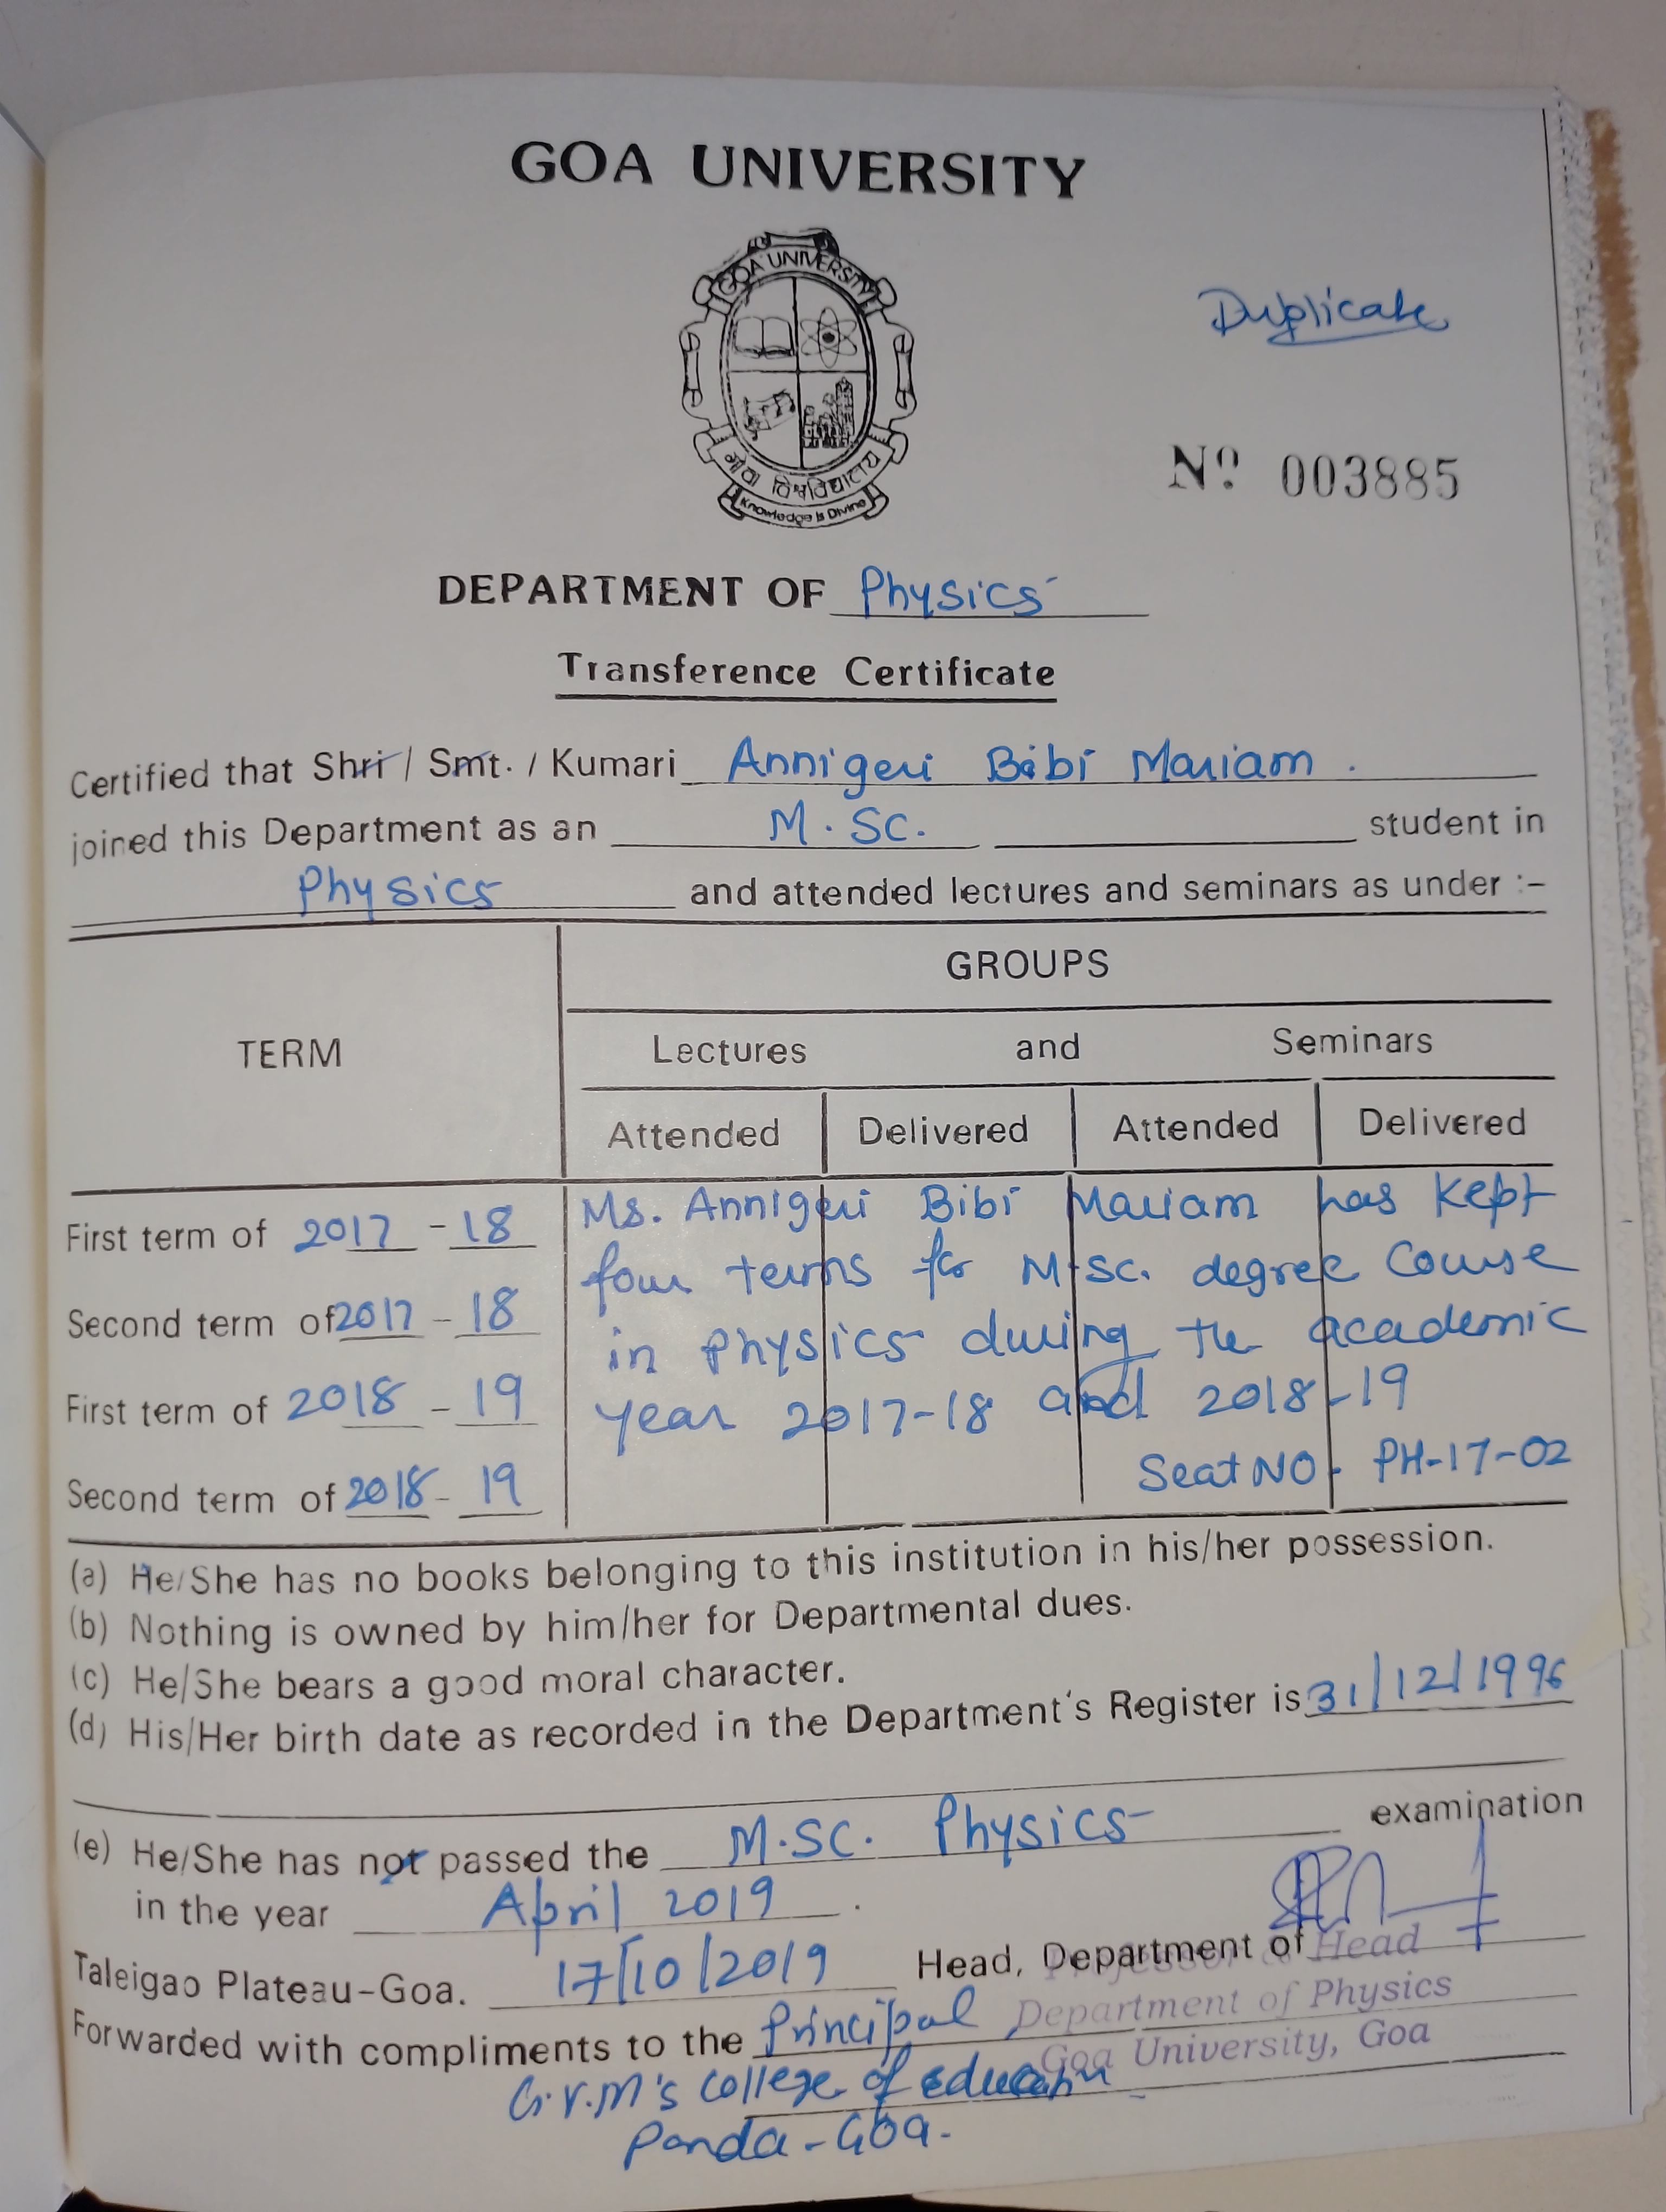 GOA UNIVERSITY
GOA UNIVERSITY
गोवा विश्वविद्यालय
Knowledge is Divine
Duplicate
Nº 003885
DEPARTMENT OF Physics
Transference Certificate
Certified that Shri / Smt. / Kumari Annigeri Bibi Mariam.
joined this Department as an M.Sc. student in
Physics and attended lectures and seminars as under :-
TERM
GROUPS
Lectures and Seminars
Attended Delivered Attended Delivered
First term of 2017 - 18
Second term of 2017 - 18
First term of 2018 - 19
Second term of 2018 - 19
Ms. Annigeri Bibi Mariam has kept
four terms for M.Sc. degree course
in Physics during the academic
year 2017-18 and 2018-19
Seat NO- PH-17-02
(a) He/She has no books belonging to this institution in his/her possession.
(b) Nothing is owned by him/her for Departmental dues.
(c) He/She bears a good moral character.
(d) His/Her birth date as recorded in the Department's Register is 31/12/1996
(e) He/She has not passed the M.SC. Physics examination
in the year April 2019.
Taleigao Plateau-Goa. 17/10/2019 Head, Department of
Professor & Head
Department of Physics
Goa University, Goa
Forwarded with compliments to the Principal
G.V.M's college of education
Ponda - Goa.